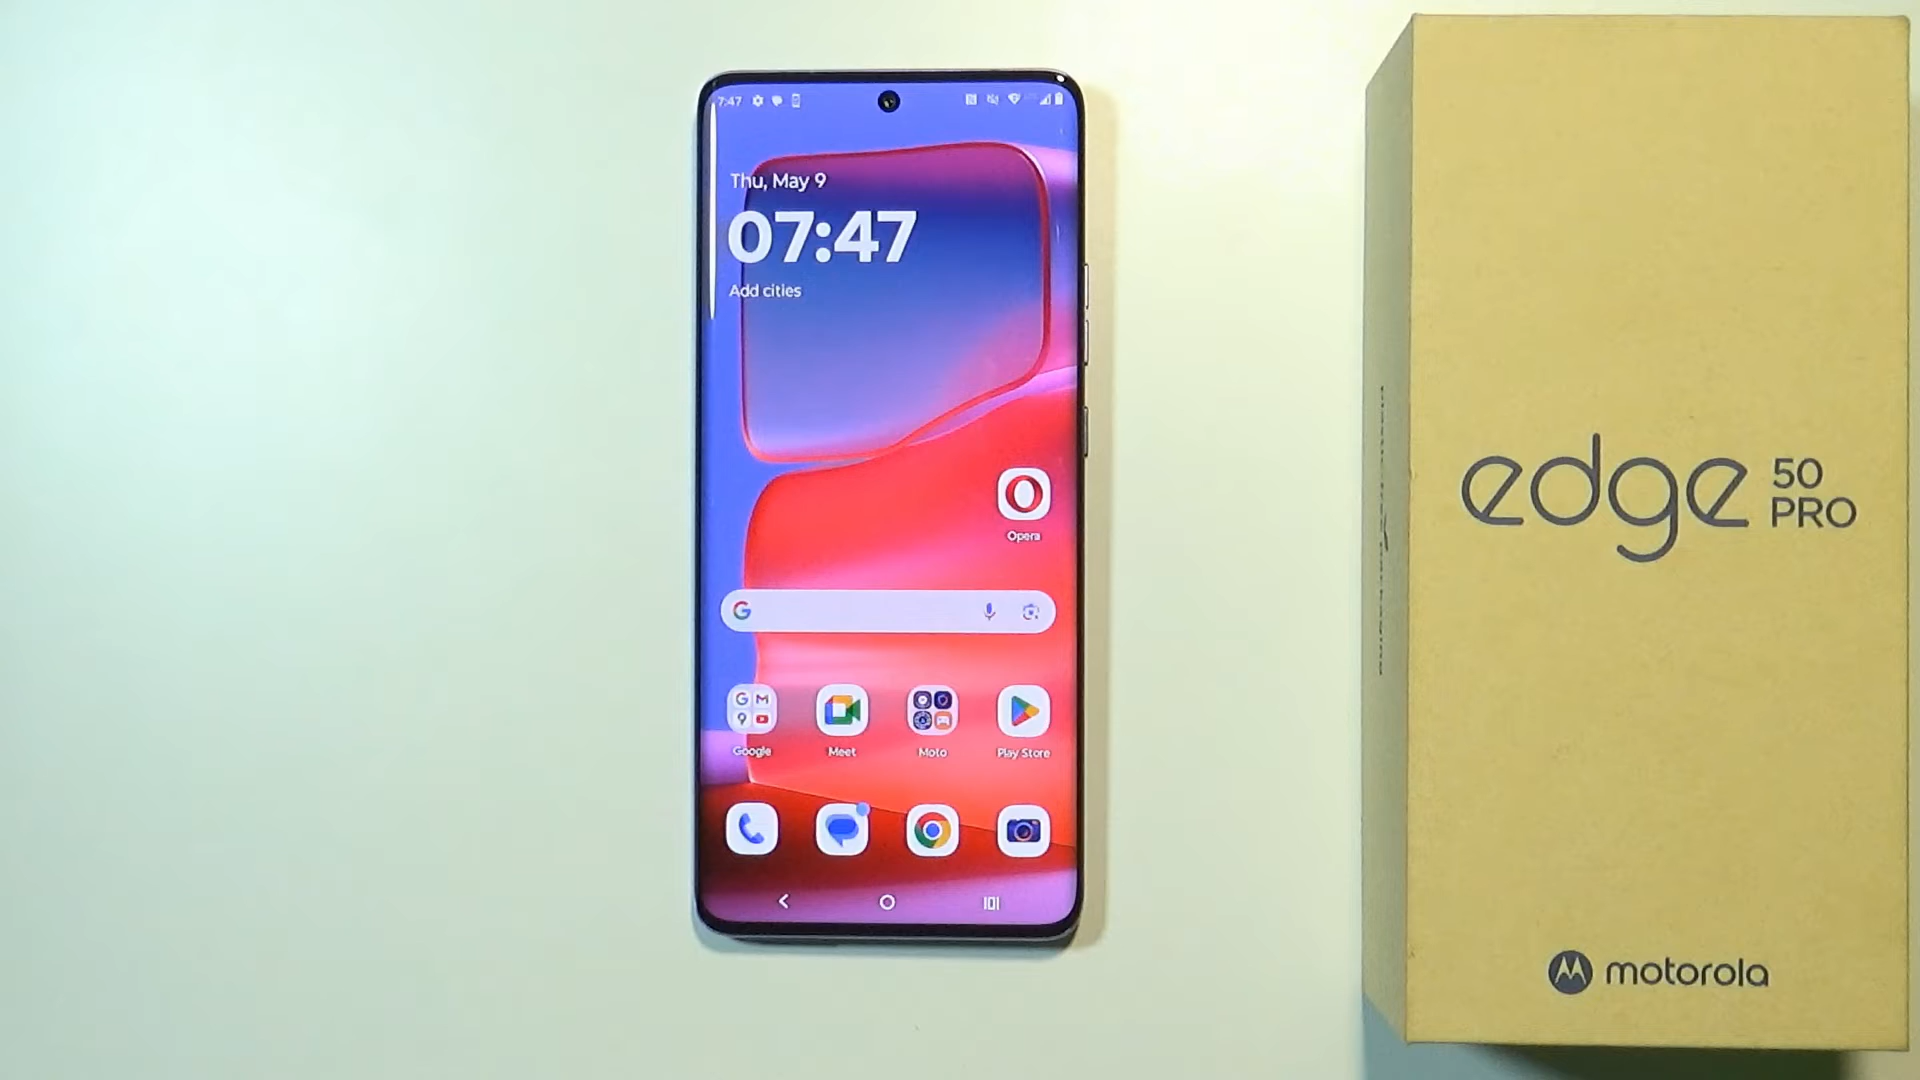 7:47
Thu, May 9
07:47
Add cities
Opera
Google
Meet
Moto
Play Store
edge 50 PRO
motorola